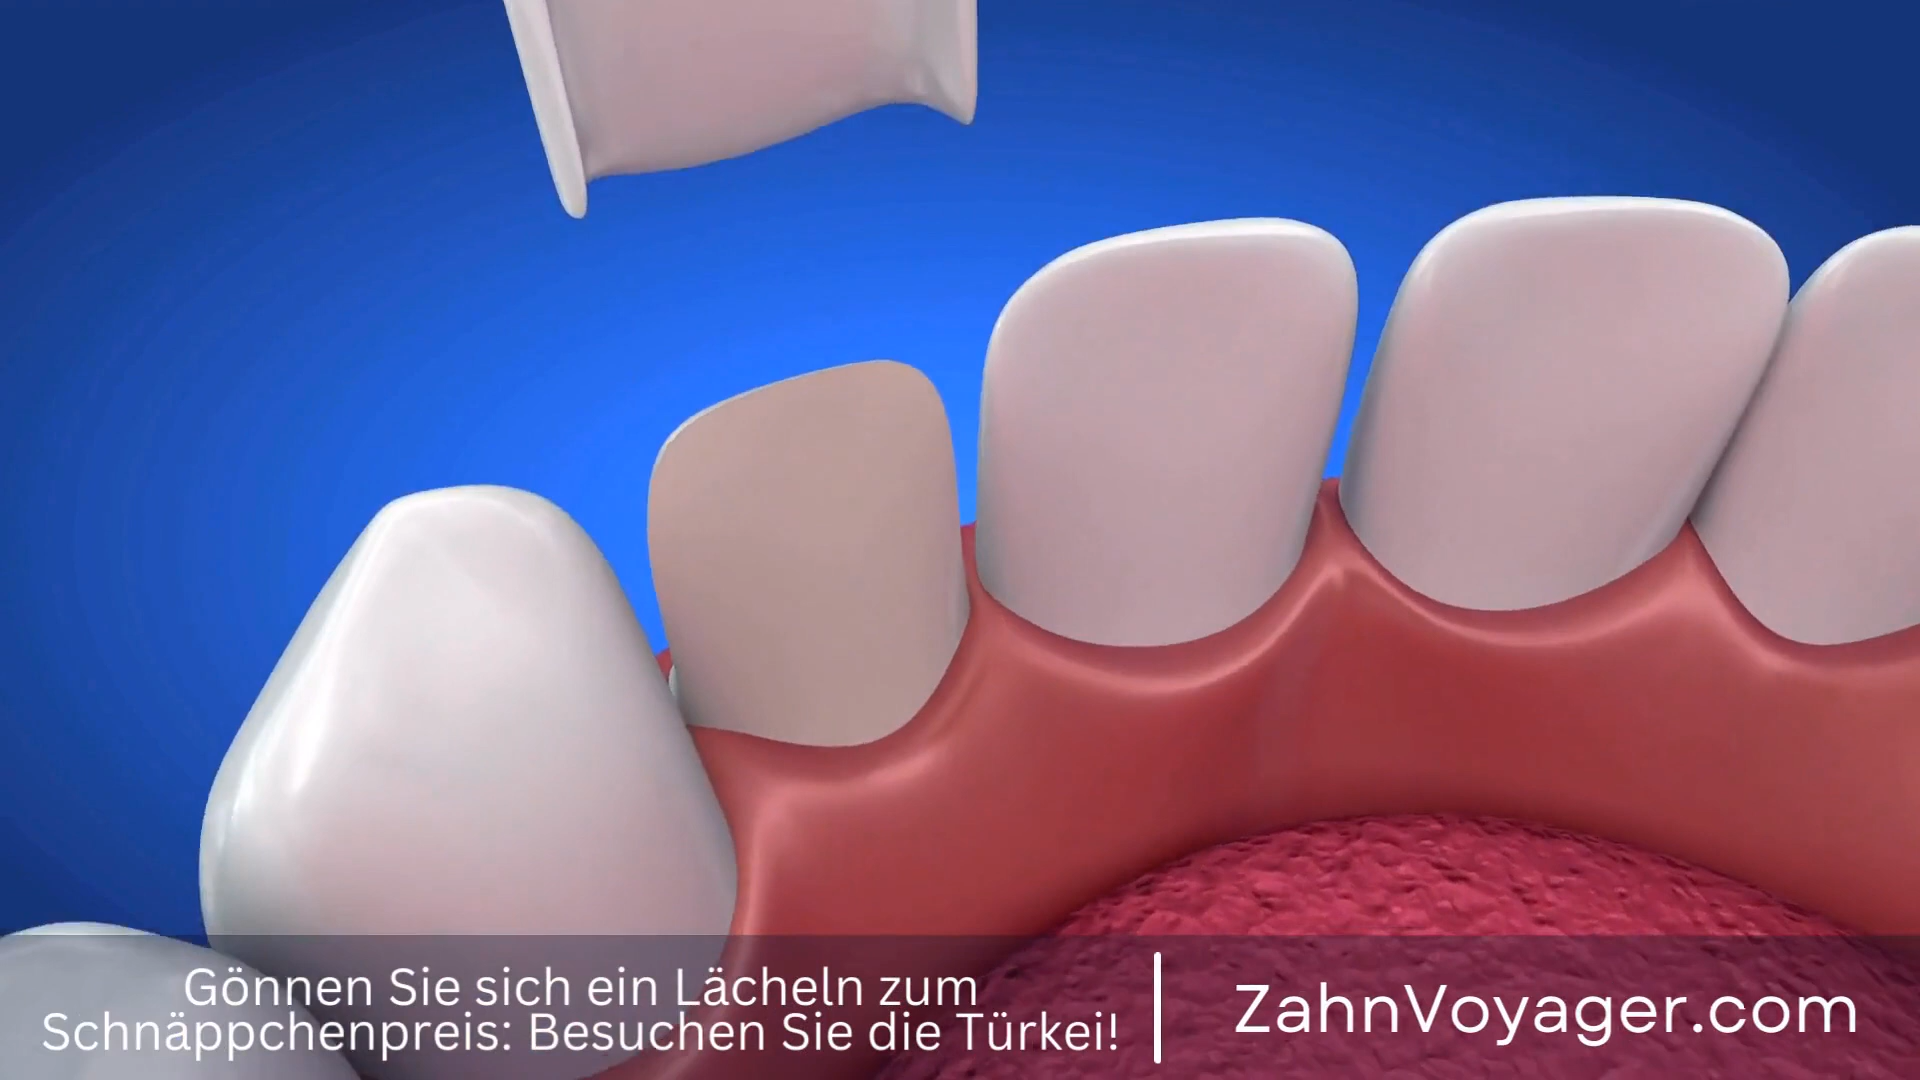 Gönnen Sie sich ein Lächeln zum
Schnäppchenpreis: Besuchen Sie die Türkei!
ZahnVoyager.com